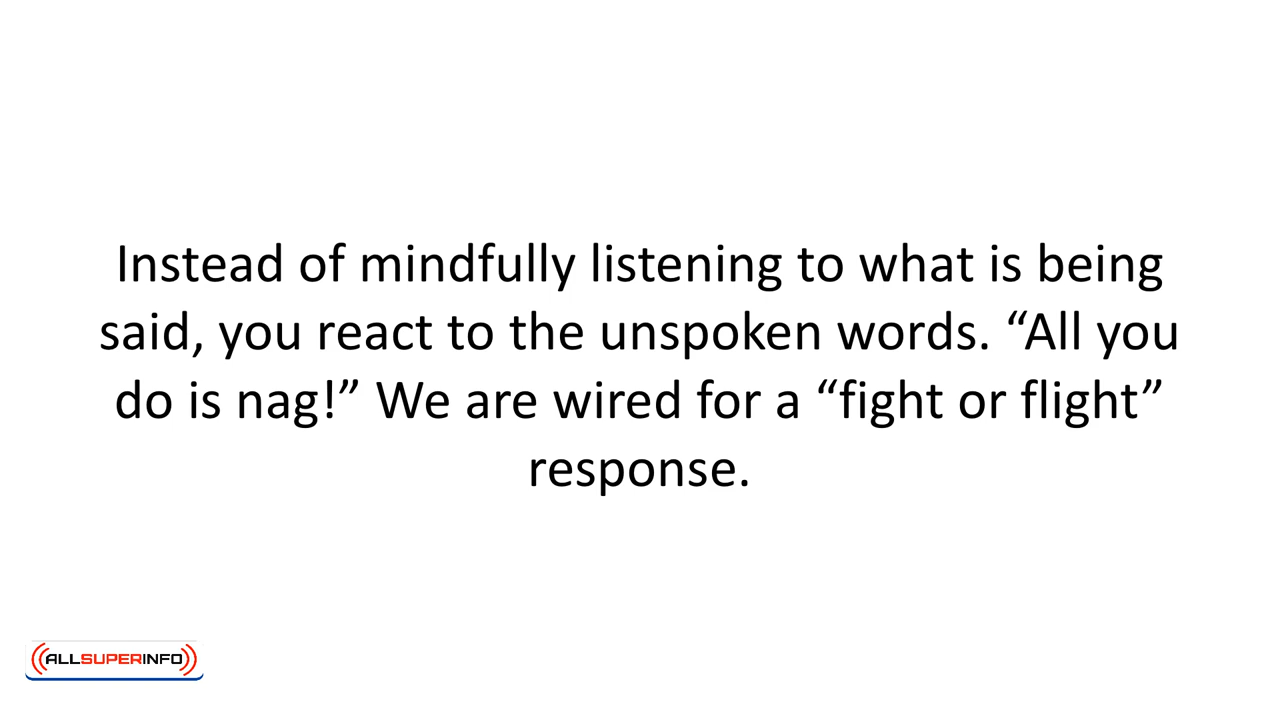 Instead of mindfully listening to what is being
said, you react to the unspoken words. “All you
do is nag!” We are wired for a “fight or flight”
response.
ALLSUPERINFO